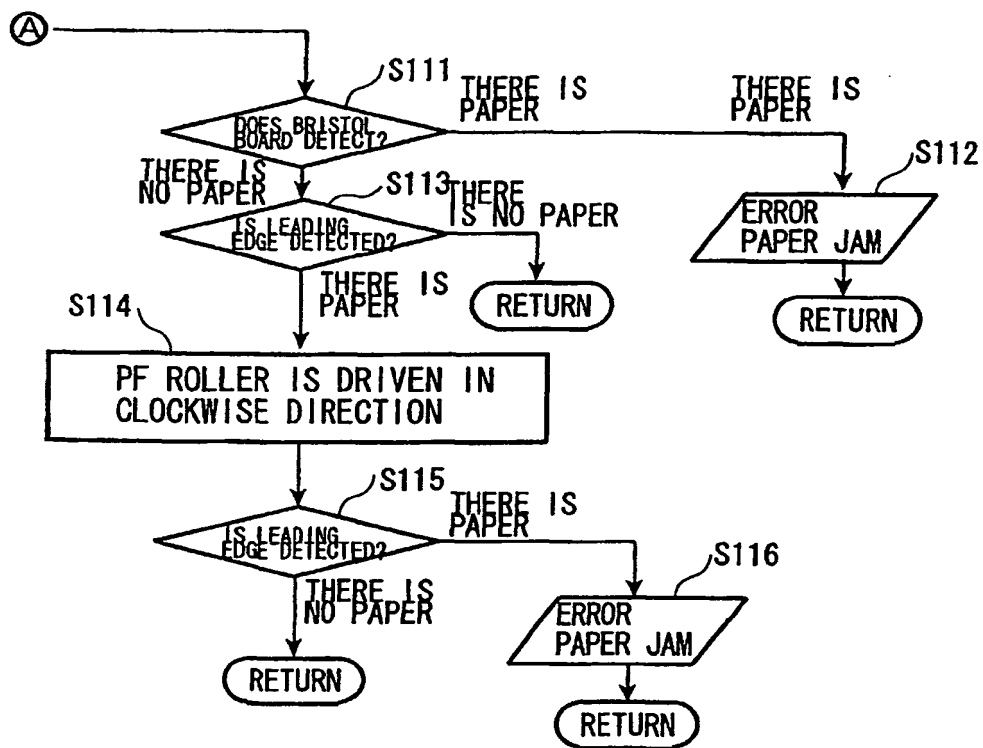 A
S111
THERE IS
PAPER
THERE IS
PAPER
DOES BRISTOL
BOARD DETECT?
S112
THERE IS
NO PAPER
S113
THERE
IS NO PAPER
ERROR
PAPER JAM
IS LEADING
EDGE DETECTED?
THERE IS
PAPER
RETURN
RETURN
S114
PF ROLLER IS DRIVEN IN
CLOCKWISE DIRECTION
S115
THERE IS
PAPER
IS LEADING
EDGE DETECTED?
S116
THERE IS
NO PAPER
ERROR
PAPER JAM
RETURN
RETURN